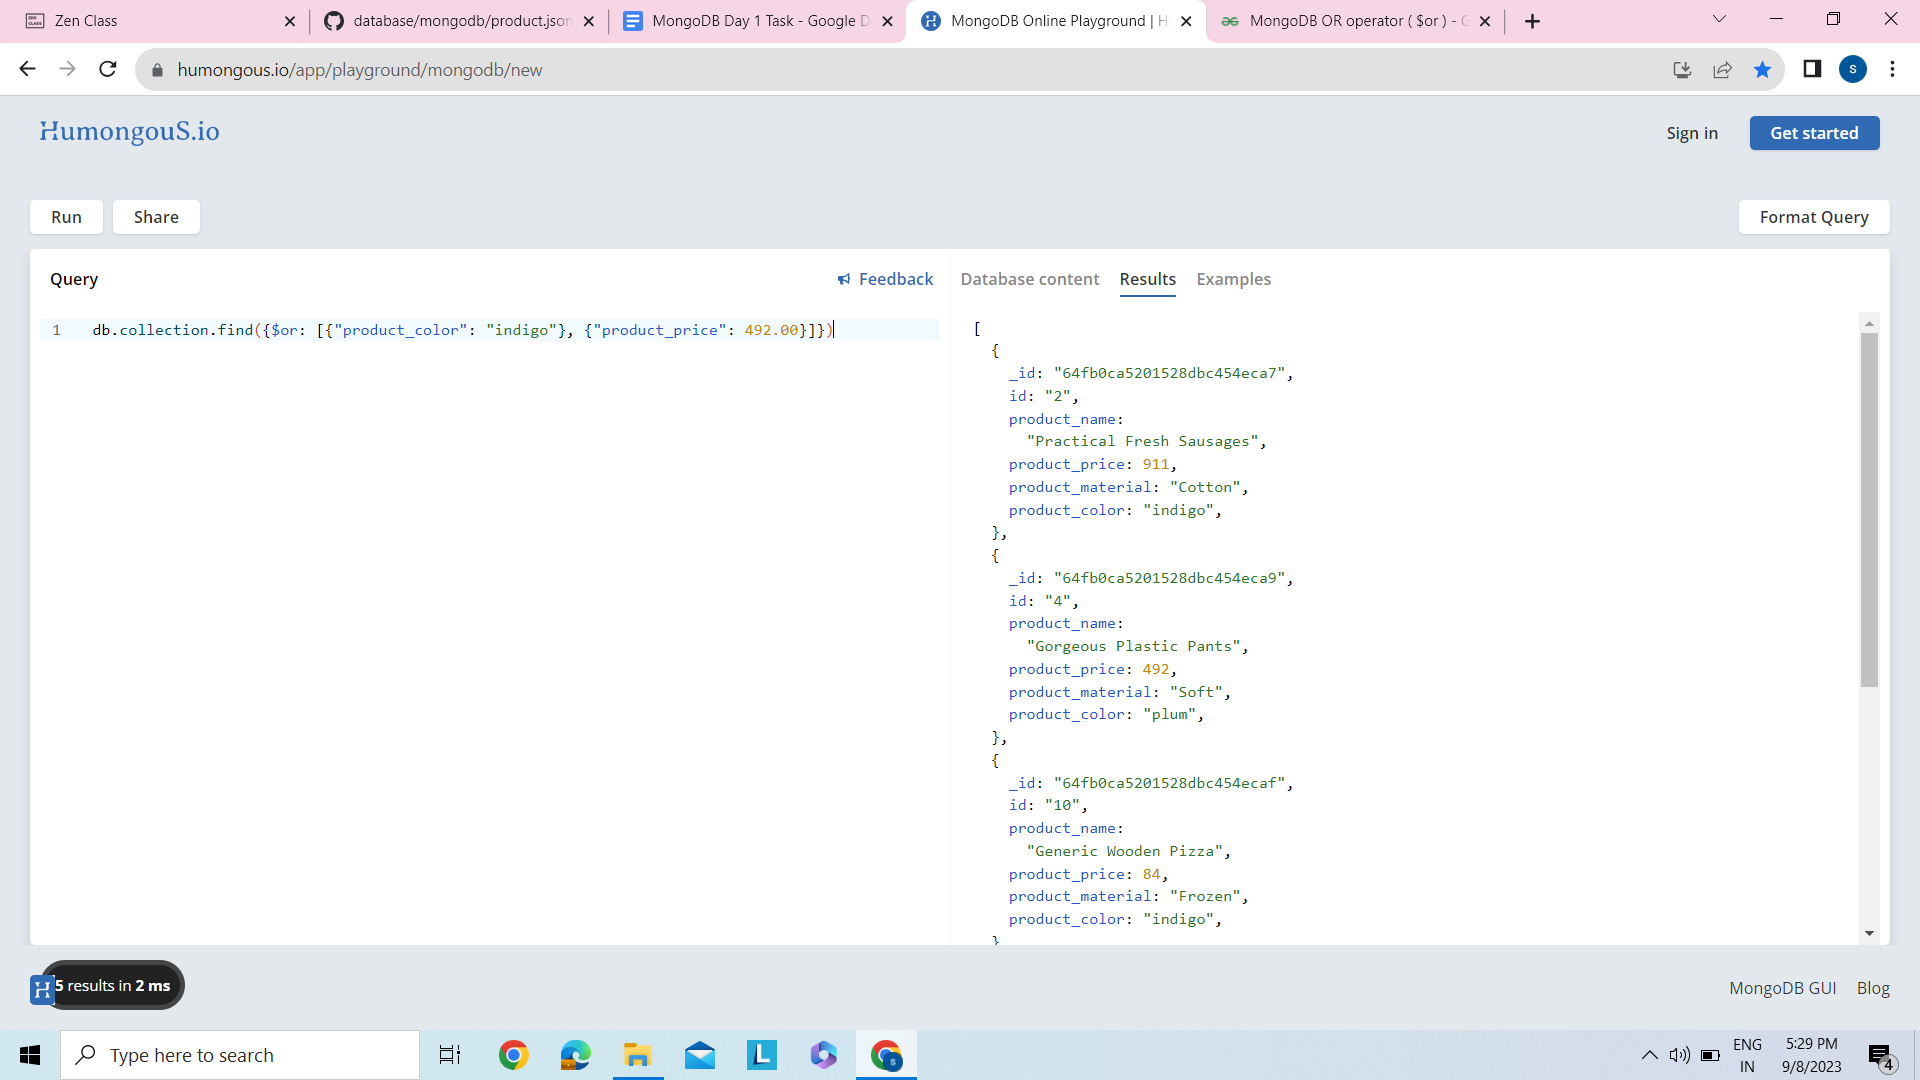 Zen Class
database/mongodb/product.json
MongoDB Day 1 Task - Google D
MongoDB Online Playground | H
MongoDB OR operator ( $or ) - G
humongous.io/app/playground/mongodb/new
S
HumongouS.io
Sign in
Get started
Run
Share
Format Query
Query
Feedback
Database content
Results
Examples
1 db.collection.find({$or: [{"product_color": "indigo"}, {"product_price": 492.00}]})
[
{
_id: "64fb0ca5201528dbc454eca7",
id: "2",
product_name:
"Practical Fresh Sausages",
product_price: 911,
product_material: "Cotton",
product_color: "indigo",
},
{
_id: "64fb0ca5201528dbc454eca9",
id: "4",
product_name:
"Gorgeous Plastic Pants",
product_price: 492,
product_material: "Soft",
product_color: "plum",
},
{
_id: "64fb0ca5201528dbc454ecaf",
id: "10",
product_name:
"Generic Wooden Pizza",
product_price: 84,
product_material: "Frozen",
product_color: "indigo",
}
H
5 results in 2 ms
MongoDB GUI
Blog
Type here to search
L
S
ENG
IN
5:29 PM
9/8/2023
4